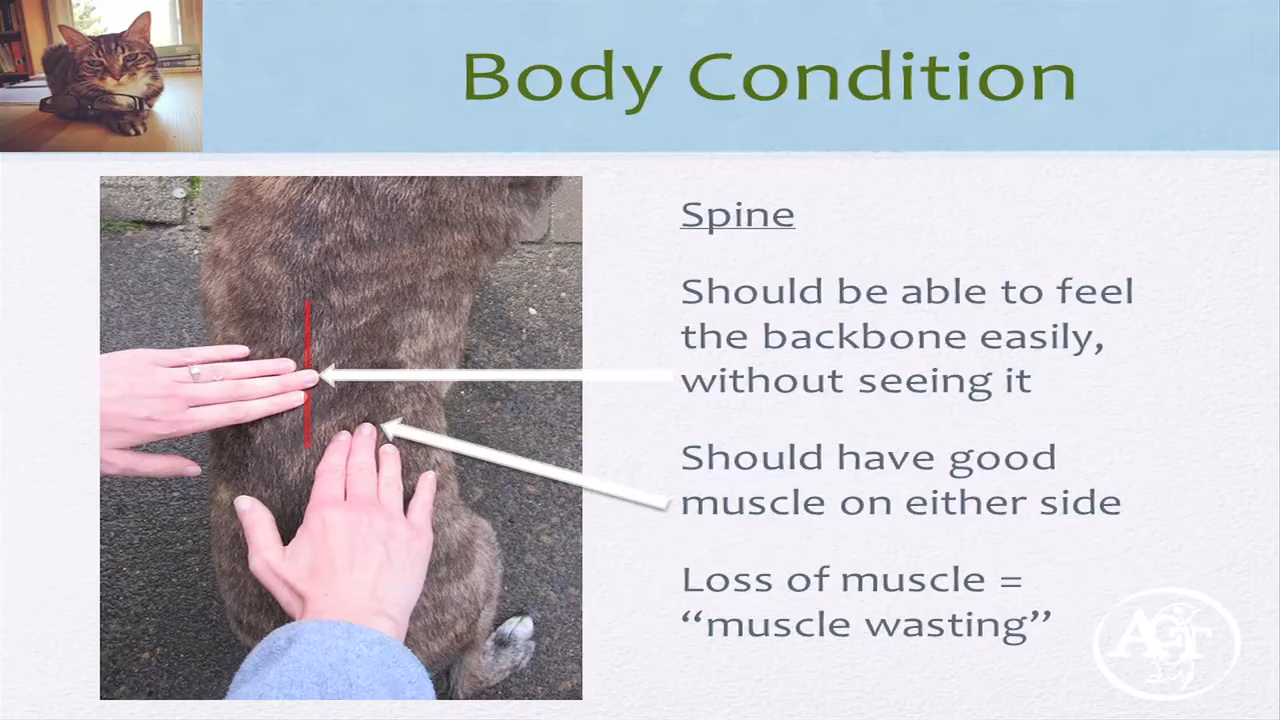 Body Condition
Spine
Should be able to feel
the backbone easily,
without seeing it
Should have good
muscle on either side
Loss of muscle =
“muscle wasting”
AGT